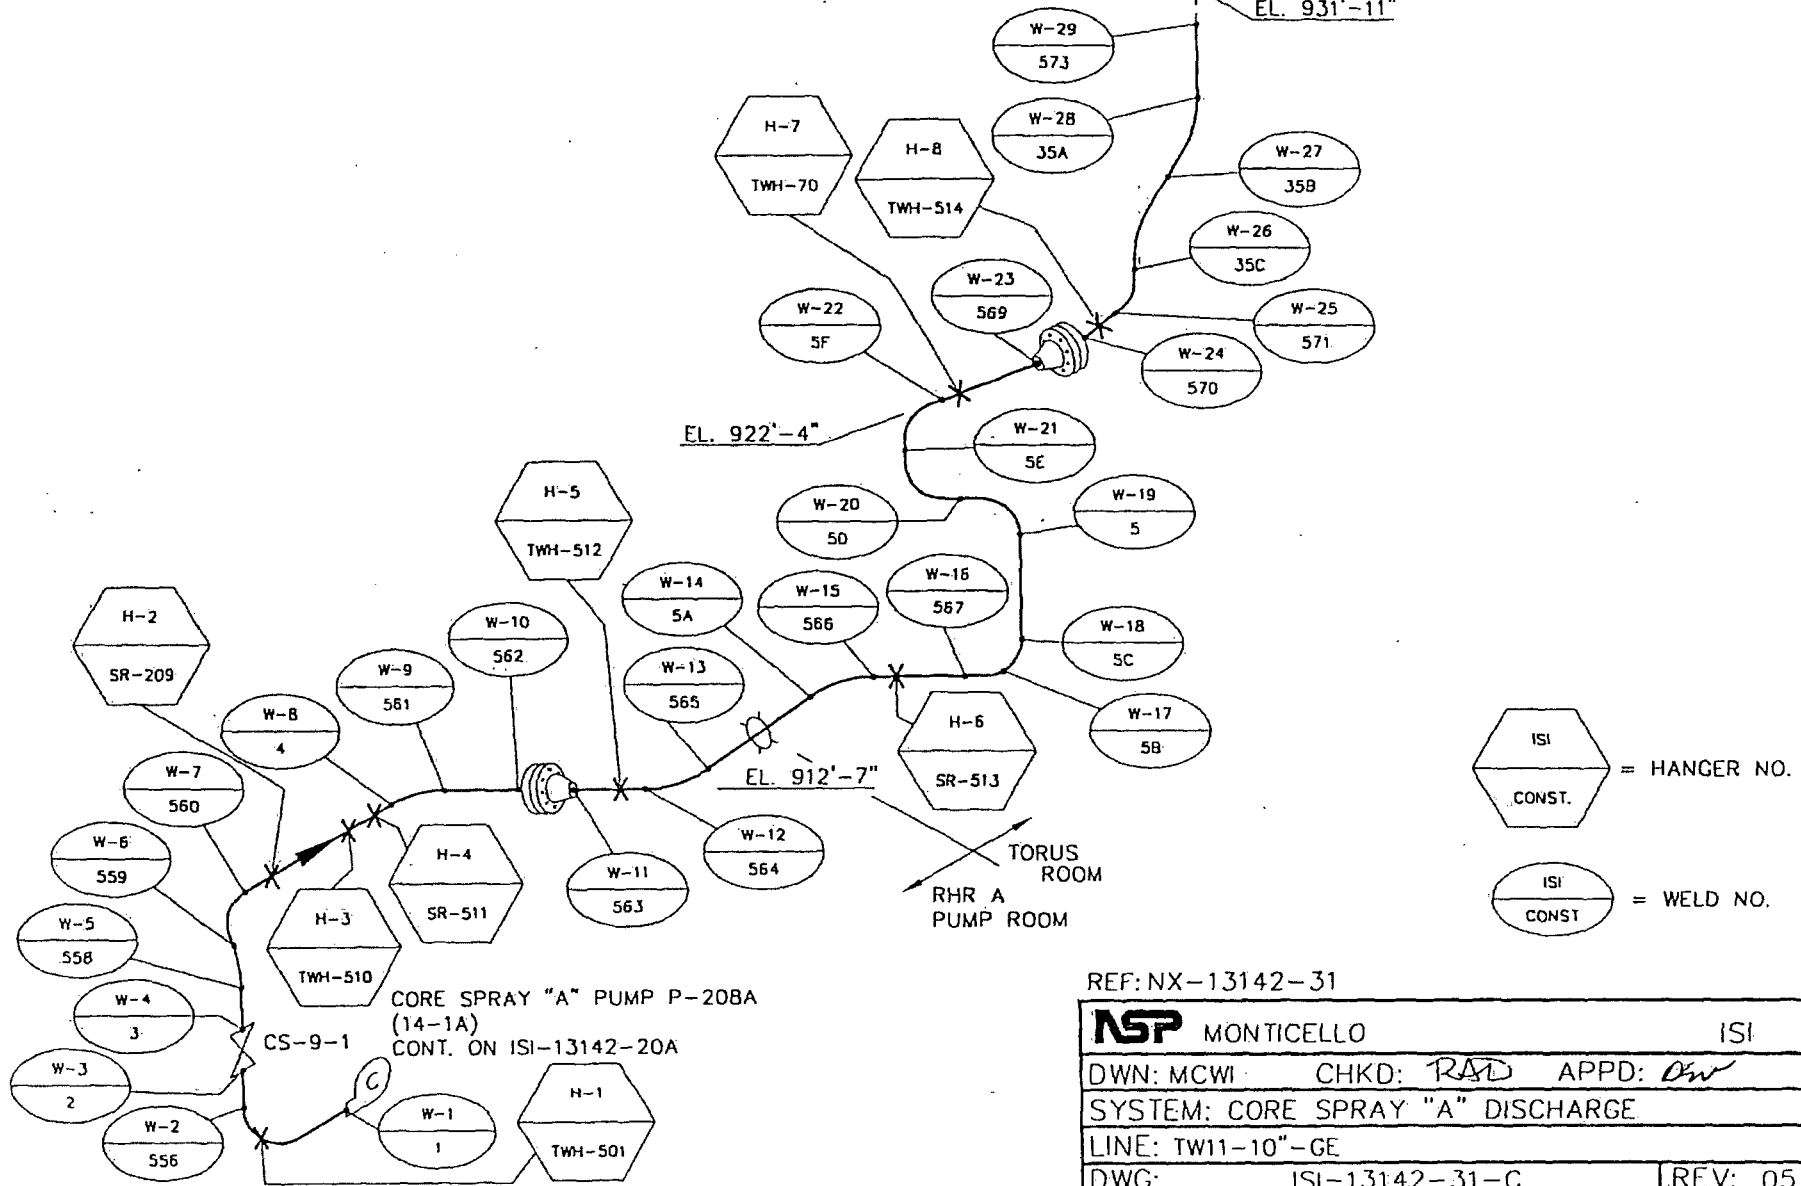 EL. 931'-11"
W-29
573
W-28
35A
H-7
TWH-70
H-8
TWH-514
W-27
35B
W-26
35C
W-23
569
W-22
5F
W-25
571
W-24
570
EL. 922'-4"
W-21
5E
H-5
TWH-512
W-20
5D
W-19
5
H-2
SR-209
W-14
5A
W-15
566
W-16
567
W-10
562
W-18
5C
W-9
561
W-13
565
W-8
4
H-6
SR-513
W-17
5B
W-7
560
EL. 912'-7"
ISI
CONST.
= HANGER NO.
W-6
559
H-4
SR-511
W-11
563
W-12
564
TORUS
ROOM
RHR A
PUMP ROOM
ISI
CONST
= WELD NO.
W-5
558
H-3
TWH-510
W-4
3
CS-9-1
CORE SPRAY "A" PUMP P-208A
(14-1A)
CONT. ON ISI-13142-20A
W-3
2
C
W-2
556
W-1
1
H-1
TWH-501
REF: NX-13142-31
NSP MONTICELLO ISI
DWN: MCWI CHKD: RAD APPD:
SYSTEM: CORE SPRAY "A" DISCHARGE
LINE: TW11-10"-GE
DWG: ISI-13142-31-C REV: 05